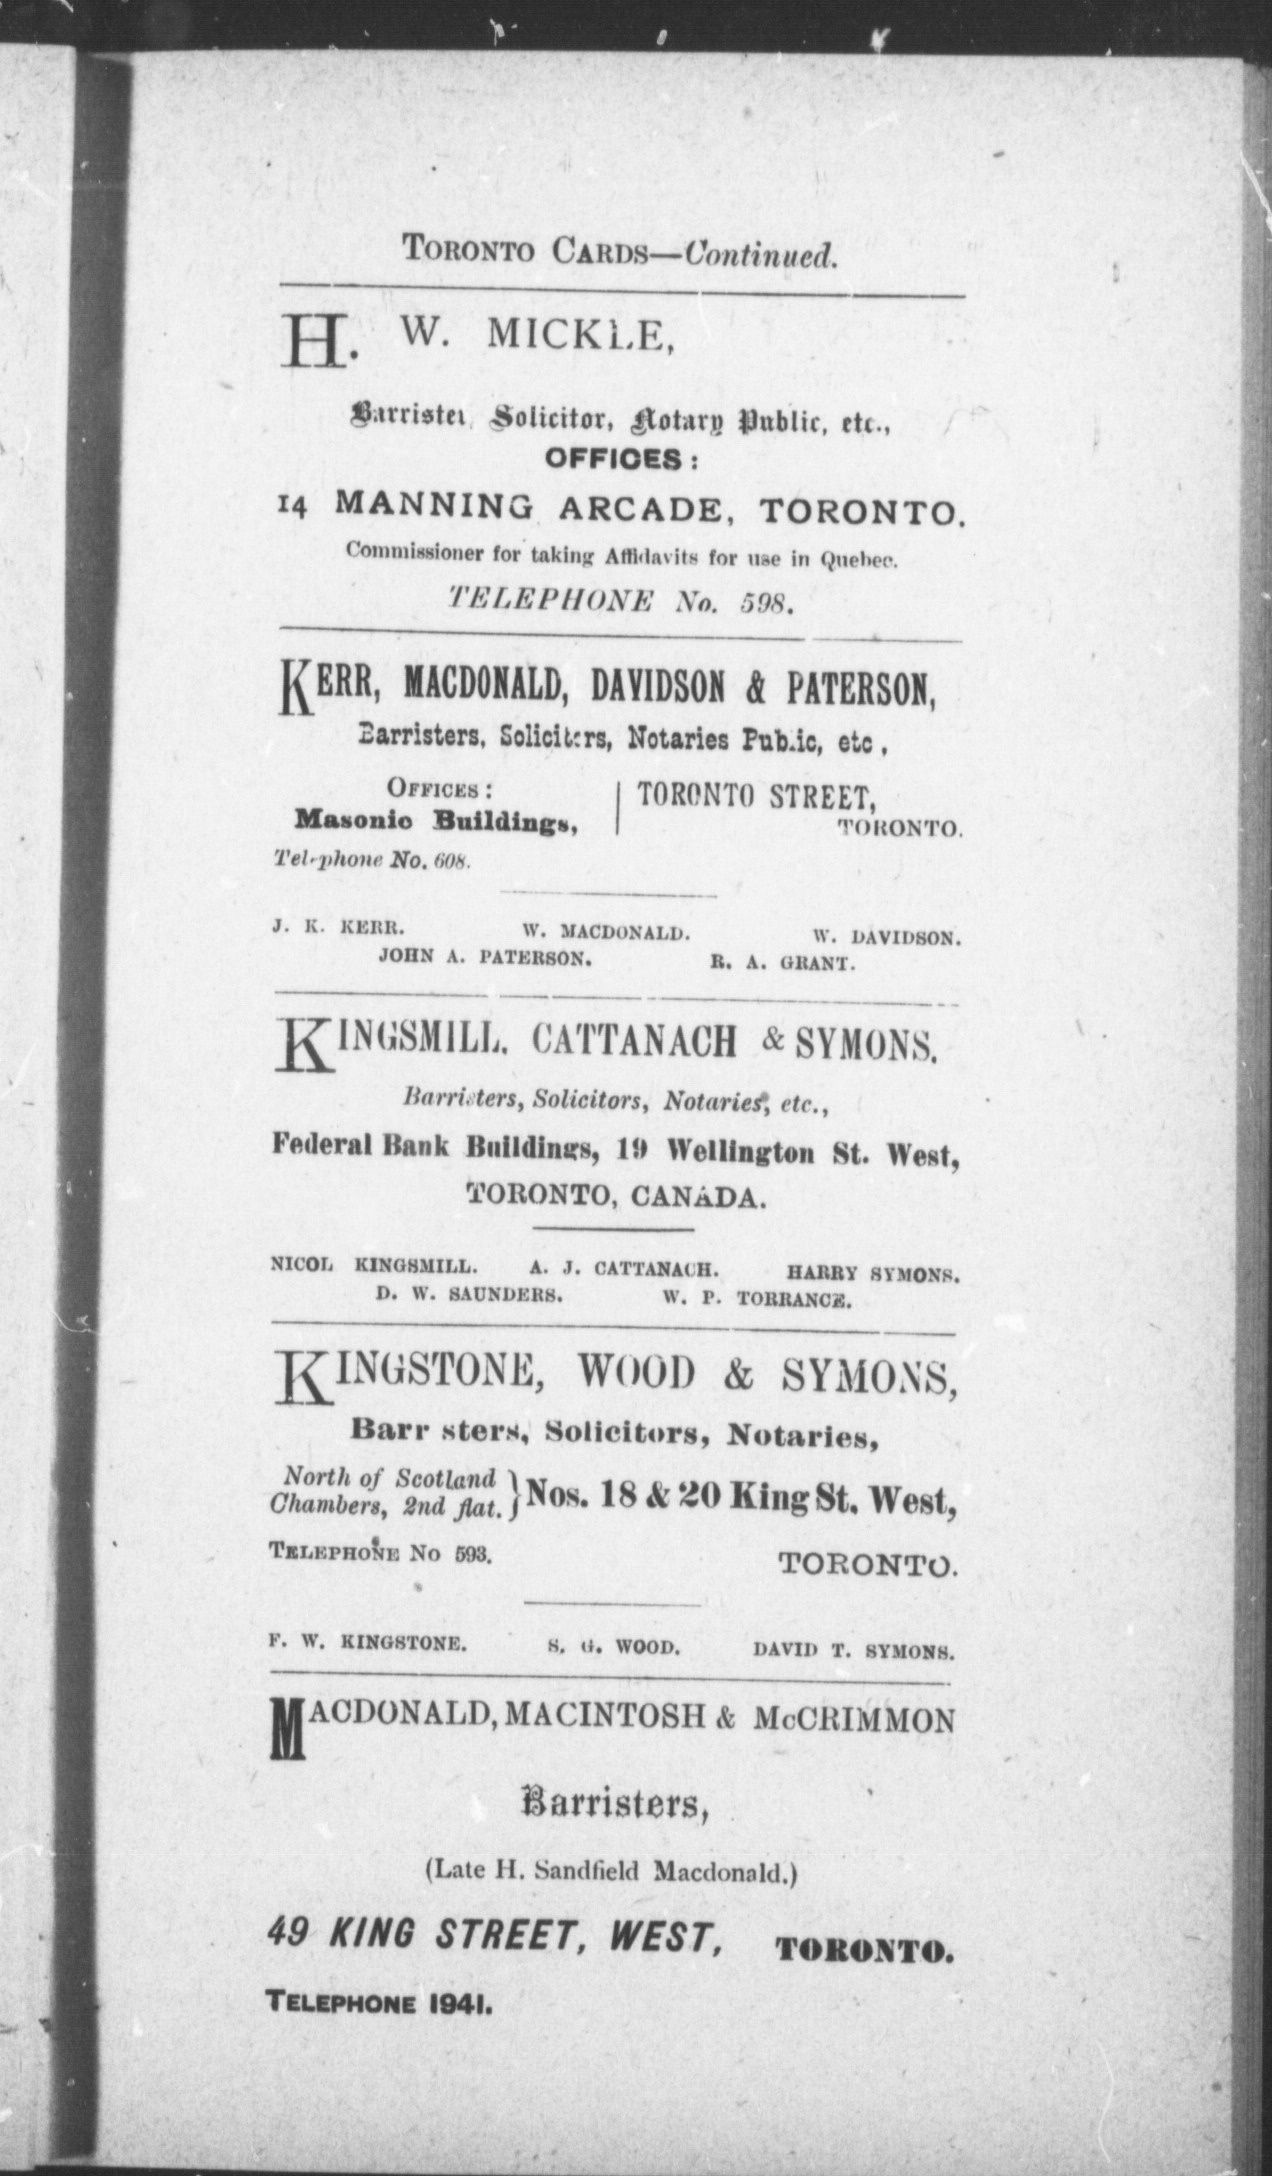 TORONTO CARDS—Continued.
H. W. MICKLE,
Barrister, Solicitor, Notary Public, etc.,
OFFICES:
14 MANNING ARCADE, TORONTO.
Commissioner for taking Affidavits for use in Quebec.
TELEPHONE No. 598.
KERR, MACDONALD, DAVIDSON & PATERSON,
Barristers, Solicitors, Notaries Public, etc,
OFFICES: | TORONTO STREET,
Masonic Buildings, TORONTO.
Telephone No. 608.
J. K. KERR. W. MACDONALD. W. DAVIDSON.
JOHN A. PATERSON. R. A. GRANT.
KINGSMILL. CATTANACH & SYMONS.
Barristers, Solicitors, Notaries, etc.,
Federal Bank Buildings, 19 Wellington St. West,
TORONTO, CANADA.
NICOL KINGSMILL. A. J. CATTANACH. HARRY SYMONS.
D. W. SAUNDERS. W. P. TORRANCE.
KINGSTONE, WOOD & SYMONS,
Barr sters, Solicitors, Notaries,
North of Scotland
Chambers, 2nd flat. } Nos. 18 & 20 King St. West,
TELEPHONE NO 593. TORONTO.
F. W. KINGSTONE. S. G. WOOD. DAVID T. SYMONS.
MACDONALD, MACINTOSH & McCRIMMON
Barristers,
(Late H. Sandfield Macdonald.)
49 KING STREET, WEST, TORONTO.
TELEPHONE 1941.